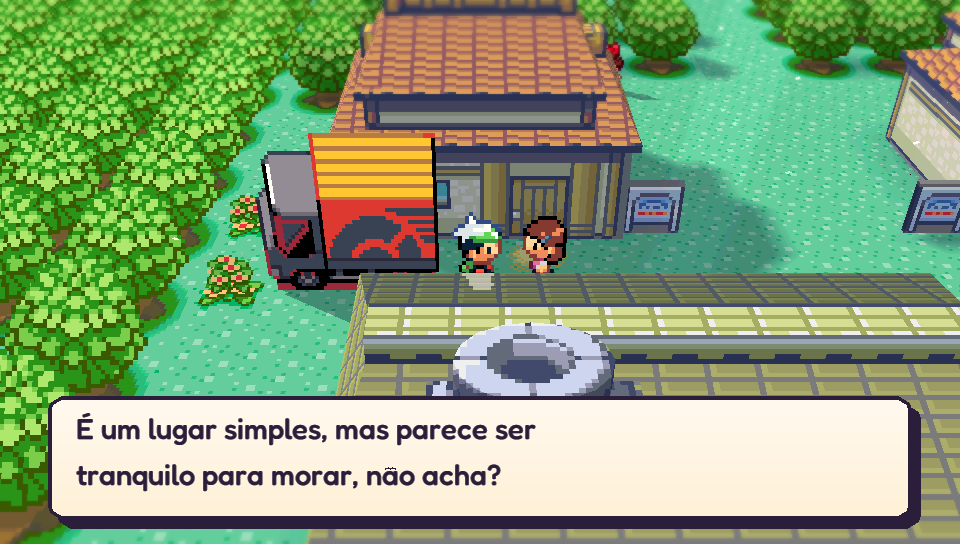 É um lugar simples, mas parece ser
tranquilo para morar, não acha?